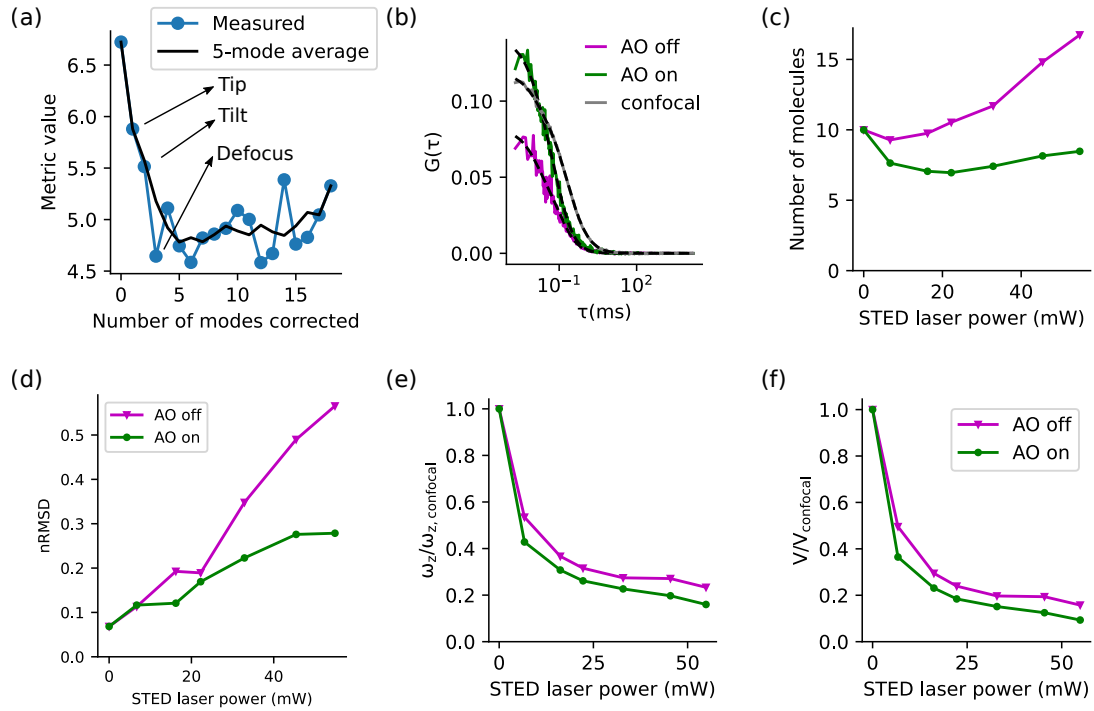 (a)
Metric value
6.5
6.0
5.5
5.0
4.5
Measured
5-mode average
Tip
Tilt
Defocus
0 5 10 15
Number of modes corrected
(b)
G(τ)
0.10
0.05
0.00
AO off
AO on
confocal
10⁻¹ 10²
τ(ms)
(c)
Number of molecules
15
10
5
0
0 20 40
STED laser power (mW)
(d)
nRMSD
0.5
0.4
0.3
0.2
0.1
0.0
AO off
AO on
0 20 40
STED laser power (mW)
(e)
ω_z/ω_z, confocal
1.0
0.8
0.6
0.4
0.2
0.0
0 25 50
STED laser power (mW)
(f)
V/V_confocal
1.0
0.8
0.6
0.4
0.2
0.0
AO off
AO on
0 25 50
STED laser power (mW)